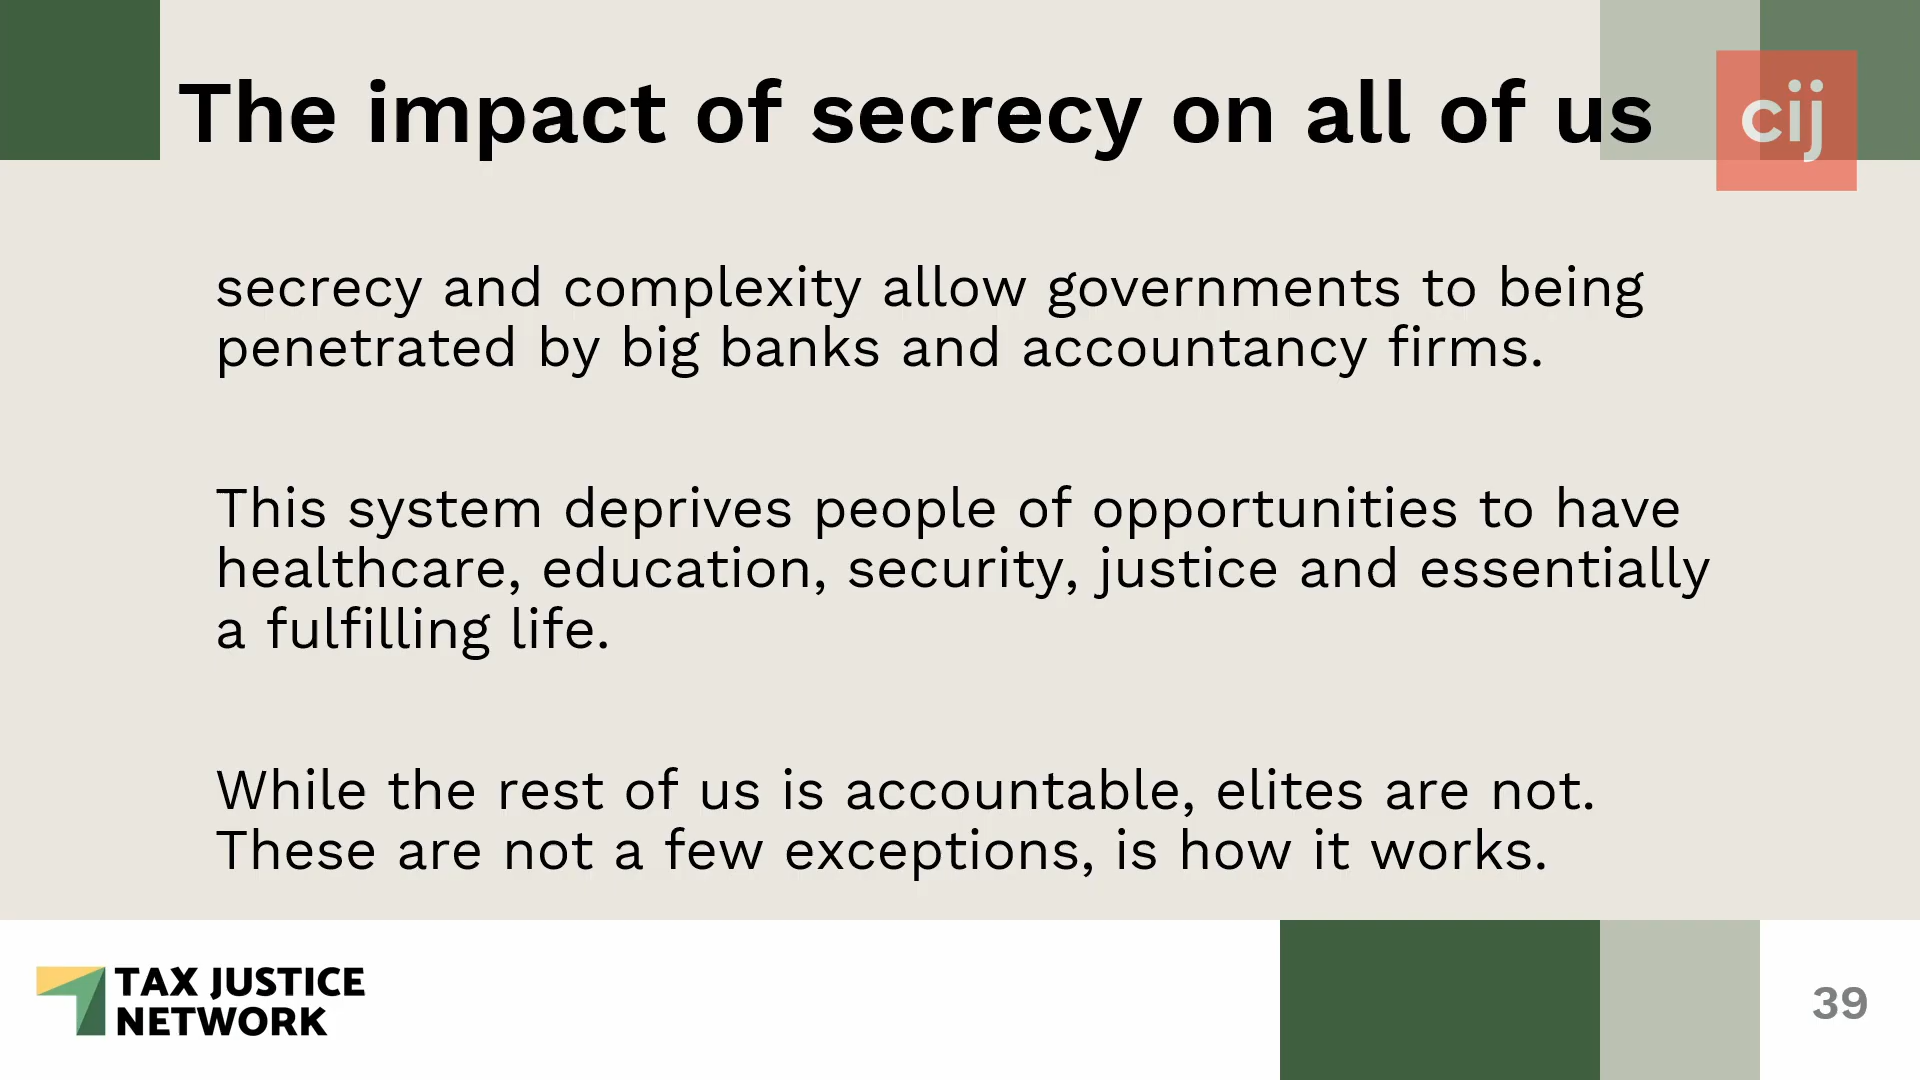 The impact of secrecy on all of us
cij
secrecy and complexity allow governments to being
penetrated by big banks and accountancy firms.
This system deprives people of opportunities to have
healthcare, education, security, justice and essentially
a fulfilling life.
While the rest of us is accountable, elites are not.
These are not a few exceptions, is how it works.
TAX JUSTICE
NETWORK
39